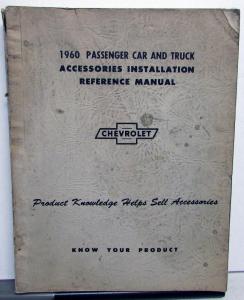 1960 PASSENGER CAR AND TRUCK
ACCESSORIES INSTALLATION
REFERENCE MANUAL
CHEVROLET
Product Knowledge Helps Sell Accessories
KNOW YOUR PRODUCT